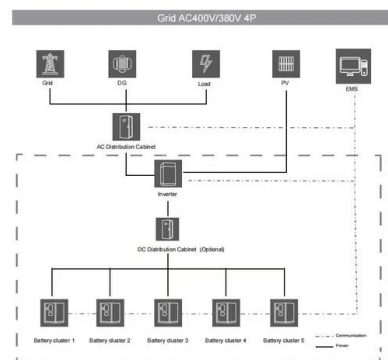 Grid AC400V/380V 4P
Grid
DG
Load
PV
EMS
AC Distribution Cabinet
Inverter
DC Distribution Cabinet (Optional)
Battery cluster 1
Battery cluster 2
Battery cluster 3
Battery cluster 4
Battery cluster 5
Communication
Power